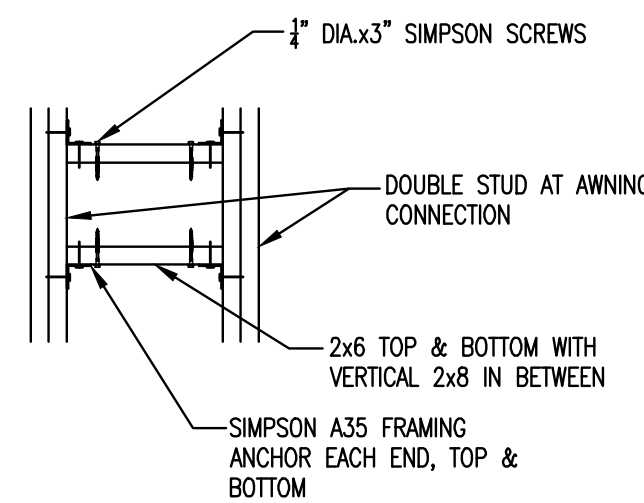 1/4" DIA.x3" SIMPSON SCREWS
DOUBLE STUD AT AWNING
CONNECTION
2x6 TOP & BOTTOM WITH
VERTICAL 2x8 IN BETWEEN
SIMPSON A35 FRAMING
ANCHOR EACH END, TOP &
BOTTOM